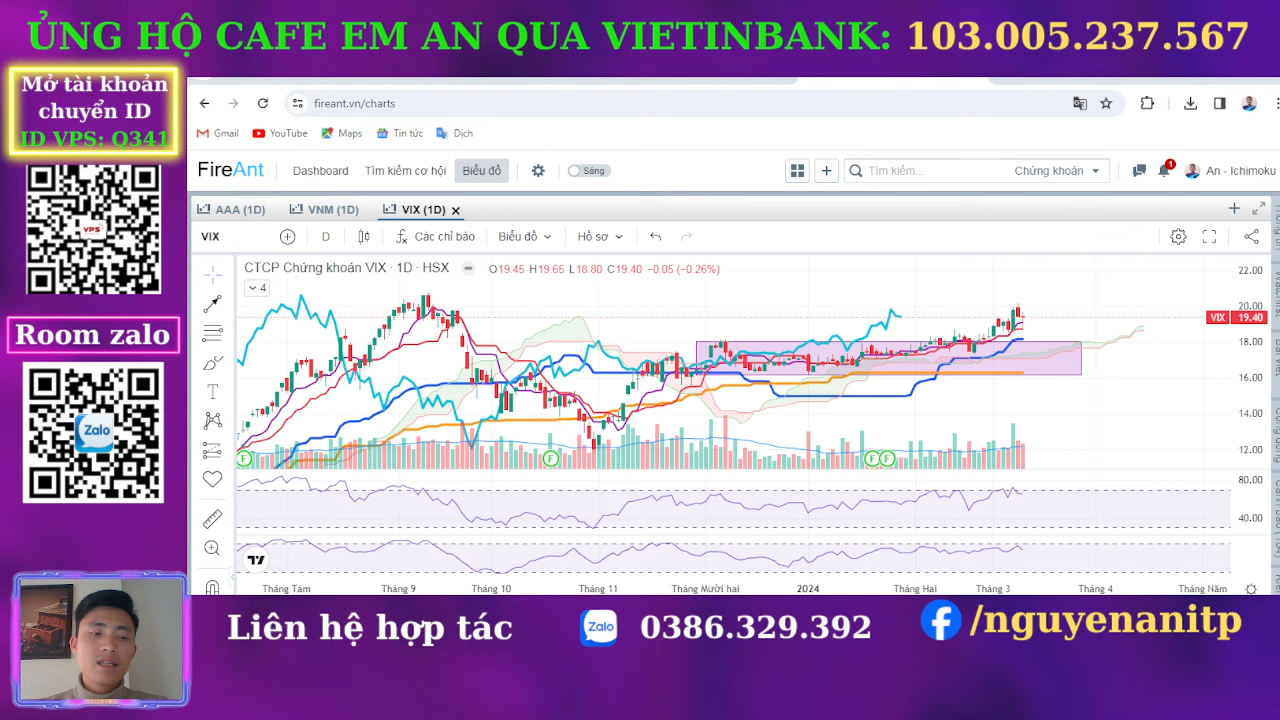 ỦNG HỘ CAFE EM AN QUA VIETINBANK: 103.005.237.567
Mở tài khoản
chuyển ID
ID VPS: Q341
VPS
Room zalo
Zalo
fireant.vn/charts
Gmail YouTube Maps Tin tức Dịch
FireAnt Dashboard Tìm kiếm cơ hội Biểu đồ Sáng Tìm kiếm... Chứng khoán 1 An - Ichimoku
AAA (1D) VNM (1D) VIX (1D)
VIX D Các chỉ báo Biểu đồ Hồ sơ
CTCP Chứng khoán VIX · 1D · HSX O19.45 H19.65 L18.80 C19.40 −0.05 (−0.26%)
4
22.00
20.00
VIX 19.40
18.00
16.00
14.00
12.00
F F F F
80.00
40.00
Tháng Tám Tháng 9 Tháng 10 Tháng 11 Tháng Mười hai 2024 Tháng Hai Tháng 3 Tháng 4 Tháng Năm
Liên hệ hợp tác Zalo 0386.329.392 /nguyenanitp